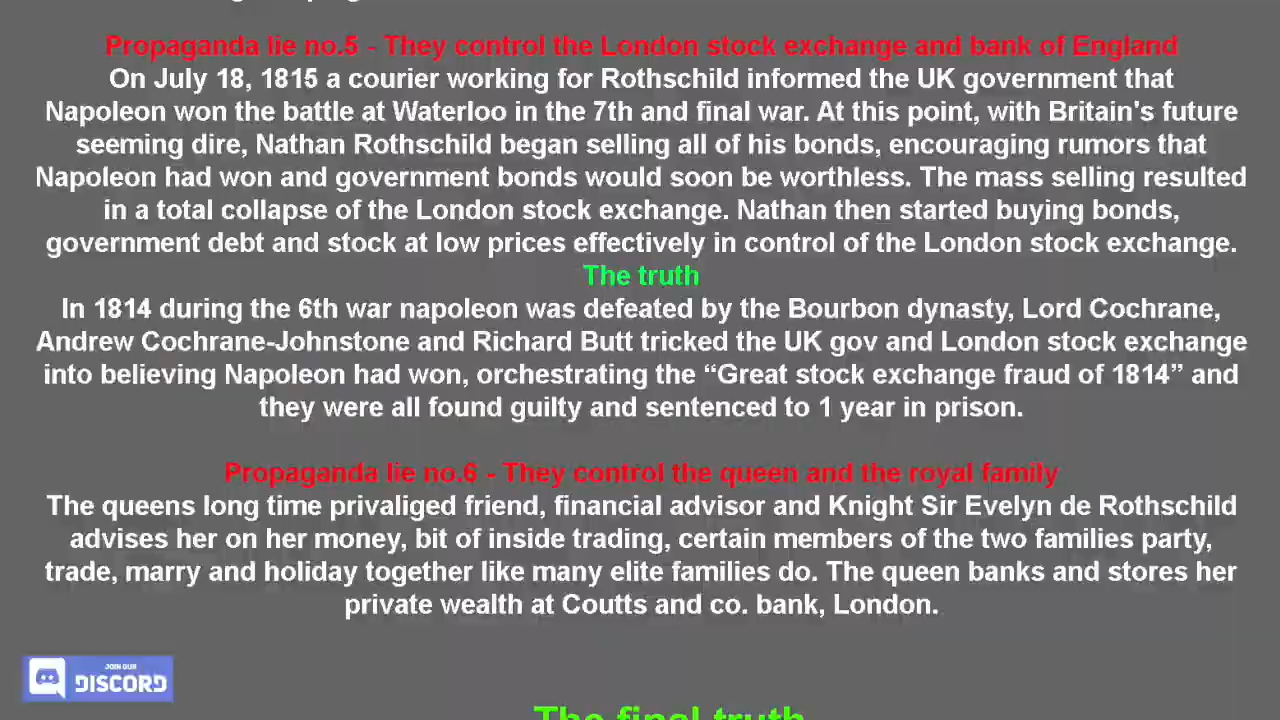 Propaganda lie no.5 - They control the London stock exchange and bank of England
On July 18, 1815 a courier working for Rothschild informed the UK government that
Napoleon won the battle at Waterloo in the 7th and final war. At this point, with Britain's future
seeming dire, Nathan Rothschild began selling all of his bonds, encouraging rumors that
Napoleon had won and government bonds would soon be worthless. The mass selling resulted
in a total collapse of the London stock exchange. Nathan then started buying bonds,
government debt and stock at low prices effectively in control of the London stock exchange.
The truth
In 1814 during the 6th war napoleon was defeated by the Bourbon dynasty, Lord Cochrane,
Andrew Cochrane-Johnstone and Richard Butt tricked the UK gov and London stock exchange
into believing Napoleon had won, orchestrating the “Great stock exchange fraud of 1814” and
they were all found guilty and sentenced to 1 year in prison.
Propaganda lie no.6 - They control the queen and the royal family
The queens long time privaliged friend, financial advisor and Knight Sir Evelyn de Rothschild
advises her on her money, bit of inside trading, certain members of the two families party,
trade, marry and holiday together like many elite families do. The queen banks and stores her
private wealth at Coutts and co. bank, London.
JOIN OUR
DISCORD
The final truth